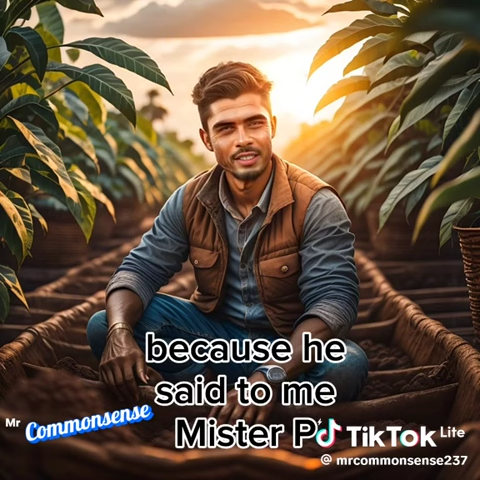 because he
said to me
Mister P
Mr Commonsense
TikTok Lite
@ mrcommonsense237